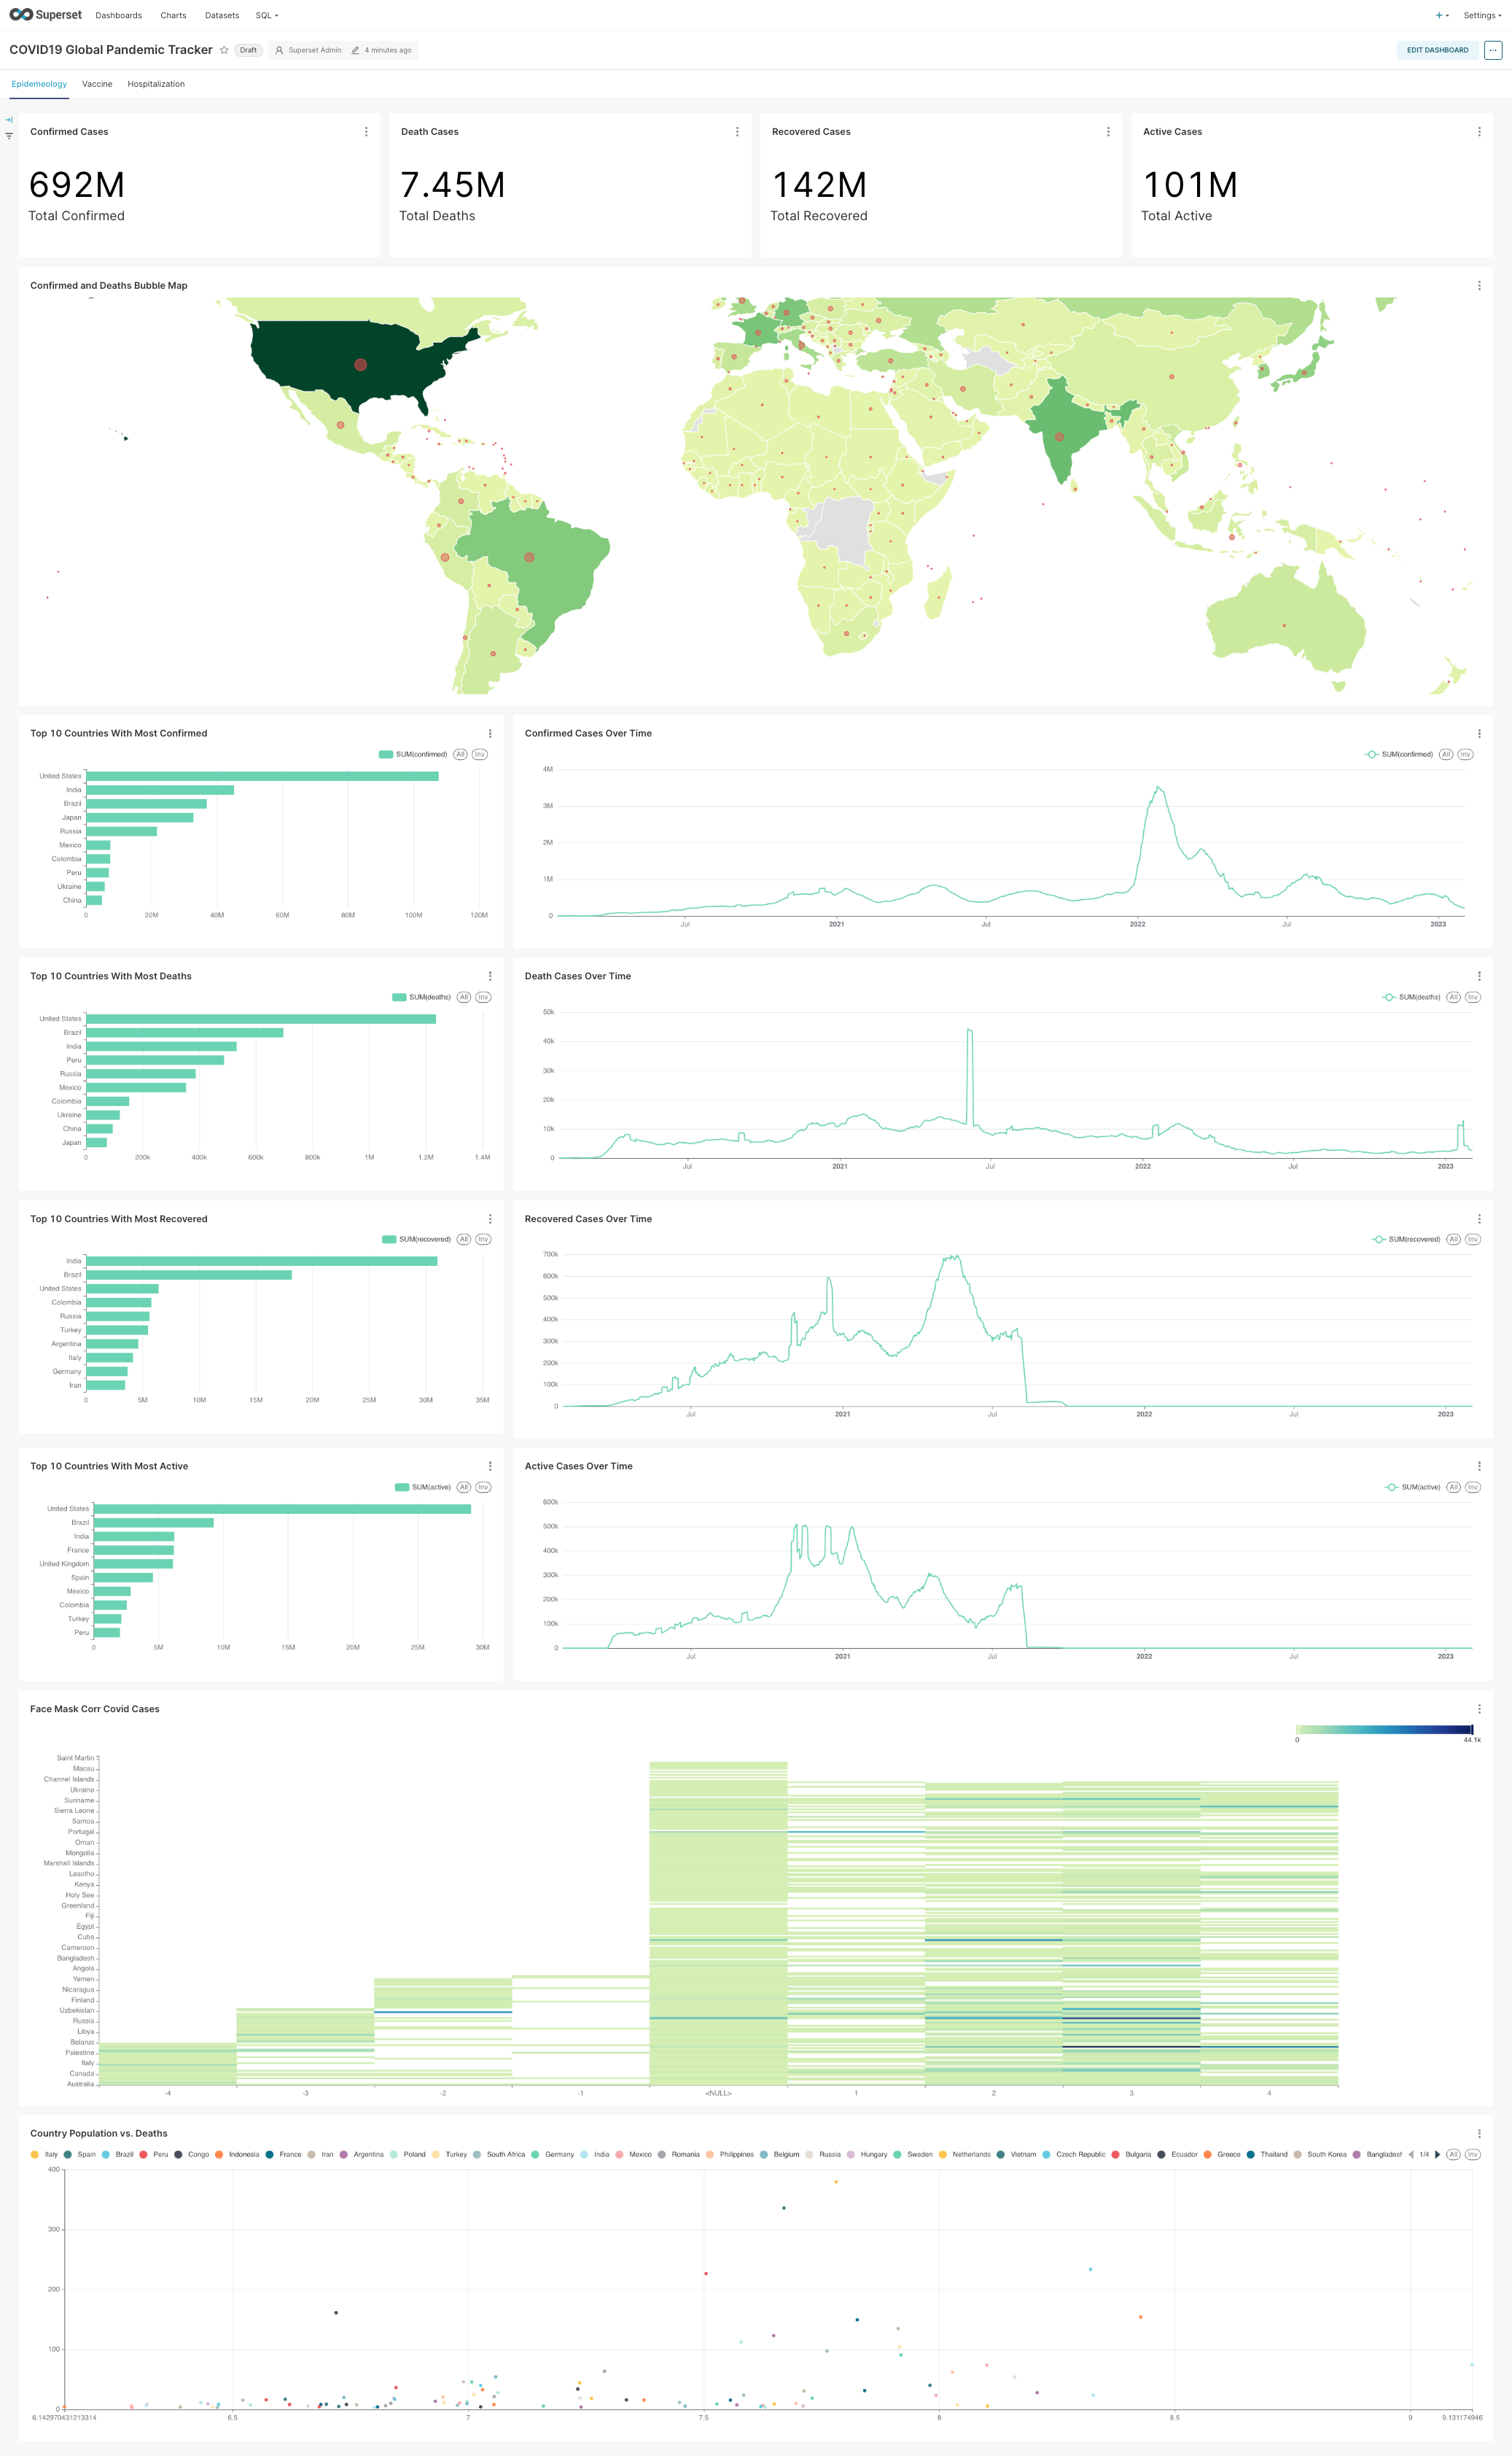 Superset Dashboards Charts Datasets SQL + Settings
COVID19 Global Pandemic Tracker Draft Superset Admin 4 minutes ago EDIT DASHBOARD ...
Epidemeology Vaccine Hospitalization
Confirmed Cases
692M
Total Confirmed
Death Cases
7.45M
Total Deaths
Recovered Cases
142M
Total Recovered
Active Cases
101M
Total Active
Confirmed and Deaths Bubble Map
Top 10 Countries With Most Confirmed
SUM(confirmed) All Inv
United States
India
Brazil
Japan
Russia
Mexico
Colombia
Peru
Ukraine
China
0 20M 40M 60M 80M 100M 120M
Confirmed Cases Over Time
SUM(confirmed) All Inv
4M
3M
2M
1M
0
Jul 2021 Jul 2022 Jul 2023
Top 10 Countries With Most Deaths
SUM(deaths) All Inv
United States
Brazil
India
Peru
Russia
Mexico
Colombia
Ukraine
China
Japan
0 200k 400k 600k 800k 1M 1.2M 1.4M
Death Cases Over Time
SUM(deaths) All Inv
50k
40k
30k
20k
10k
0
Jul 2021 Jul 2022 Jul 2023
Top 10 Countries With Most Recovered
SUM(recovered) All Inv
India
Brazil
United States
Colombia
Russia
Turkey
Argentina
Italy
Germany
Iran
0 5M 10M 15M 20M 25M 30M 35M
Recovered Cases Over Time
SUM(recovered) All Inv
700k
600k
500k
400k
300k
200k
100k
0
Jul 2021 Jul 2022 Jul 2023
Top 10 Countries With Most Active
SUM(active) All Inv
United States
Brazil
India
France
United Kingdom
Spain
Mexico
Colombia
Turkey
Peru
0 5M 10M 15M 20M 25M 30M
Active Cases Over Time
SUM(active) All Inv
600k
500k
400k
300k
200k
100k
0
Jul 2021 Jul 2022 Jul 2023
Face Mask Corr Covid Cases
0 44.1k
Saint Martin
Macau
Channel Islands
Ukraine
Suriname
Sierra Leone
Samoa
Portugal
Oman
Mongolia
Marshall Islands
Lesotho
Kenya
Holy See
Greenland
Fiji
Egypt
Cuba
Cameroon
Bangladesh
Angola
Yemen
Nicaragua
Finland
Uzbekistan
Russia
Libya
Belarus
Palestine
Italy
Canada
Australia
-4 -3 -2 -1 <NULL> 1 2 3 4
Country Population vs. Deaths
Italy Spain Brazil Peru Congo Indonesia France Iran Argentina Poland Turkey South Africa Germany India Mexico Romania Philippines Belgium Russia Hungary Sweden Netherlands Vietnam Czech Republic Bulgaria Ecuador Greece Thailand South Korea Bangladesh 1/4 All Inv
400
300
200
100
0
6.142970431213314 6.5 7 7.5 8 8.5 9 9.131174946